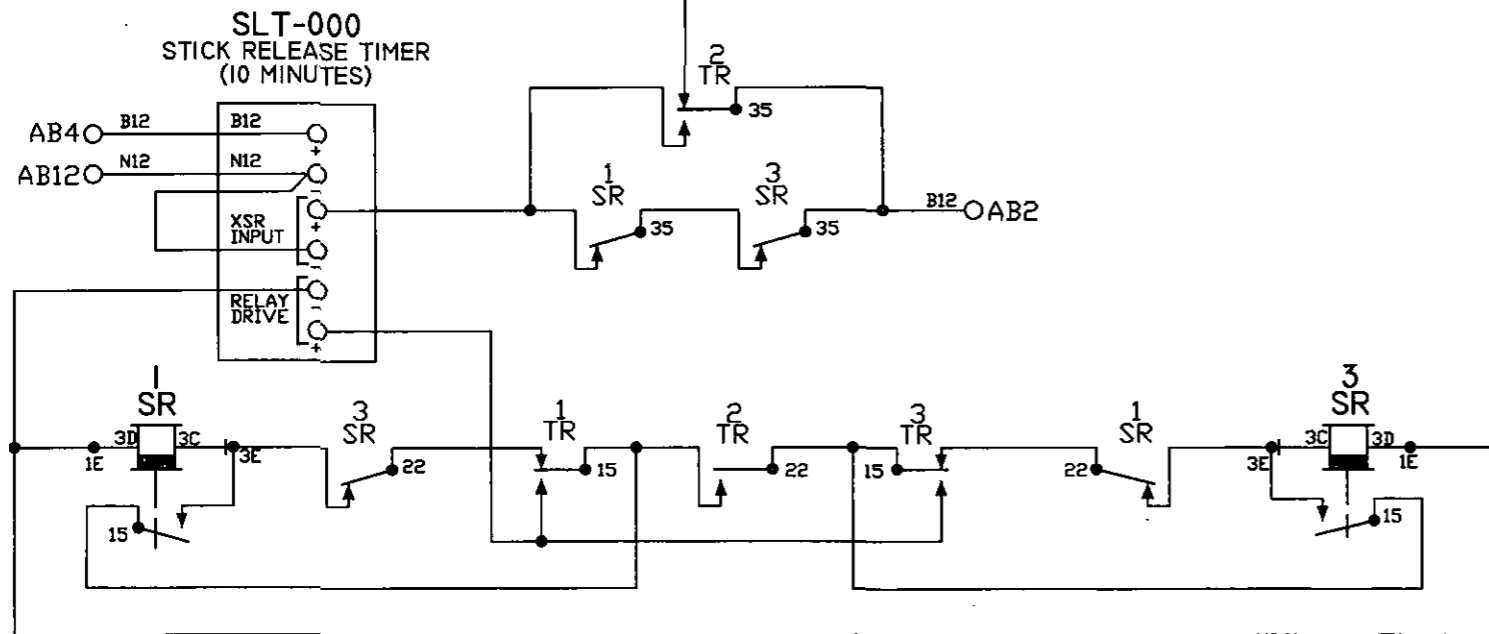 SLT-000
STICK RELEASE TIMER
(10 MINUTES)
2
TR
35
AB4 B12 B12
+
AB12 N12 N12
-
1
SR
35
3
SR
35
B12 AB2
XSR
INPUT
+
-
RELAY
DRIVE
-
+
1
SR
3D 3C
1E 3E
15
3
SR
22
1
TR
15
2
TR
22
3
TR
15
1
SR
22
3
SR
3C 3D
3E 1E
15